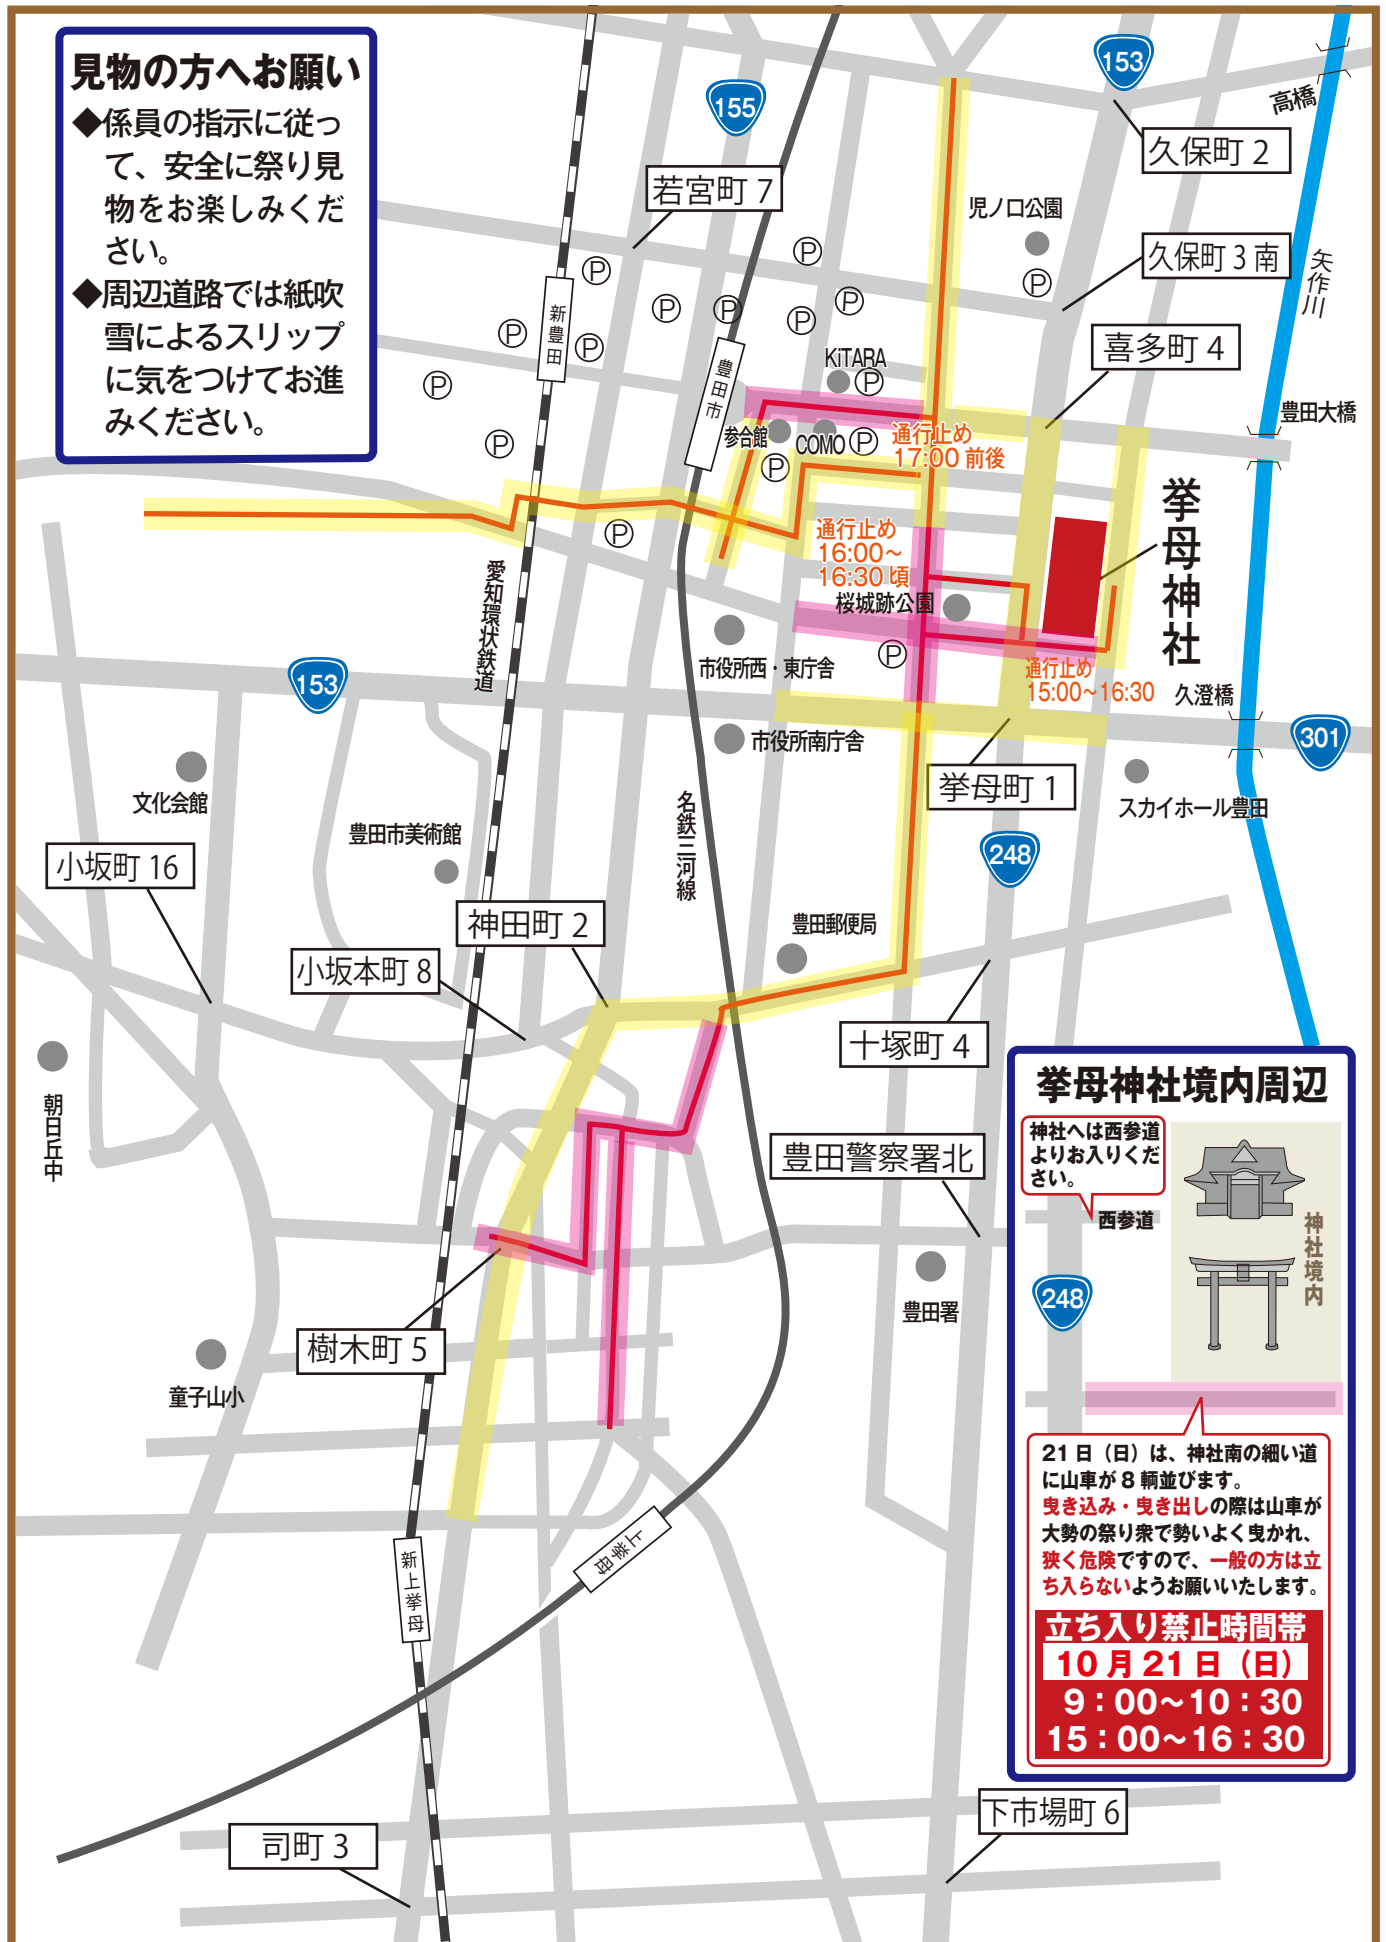 見物の方へお願い
◆係員の指示に従っ
て、安全に祭り見
物をお楽しみくだ
さい。
◆周辺道路では紙吹
雪によるスリップ
に気をつけてお進
みください。
153
155
高橋
久保町 2
若宮町 7
児ノ口公園
Ⓟ
Ⓟ
久保町 3 南
矢作川
Ⓟ
Ⓟ
Ⓟ
Ⓟ
Ⓟ
Ⓟ
新豊田
Ⓟ
Ⓟ
喜多町 4
豊田市
KiTARA
Ⓟ
Ⓟ
豊田大橋
参合館
COMO
Ⓟ
Ⓟ
Ⓟ
通行止め
17:00 前後
挙母神社
Ⓟ
通行止め
16:00～
16:30 頃
桜城跡公園
愛知環状鉄道
市役所西・東庁舎
Ⓟ
通行止め
15:00～16:30
久澄橋
153
市役所南庁舎
301
挙母町 1
スカイホール豊田
文化会館
豊田市美術館
名鉄三河線
248
小坂町 16
神田町 2
豊田郵便局
小坂本町 8
十塚町 4
朝日丘中
豊田警察署北
豊田署
樹木町 5
童子山小
上挙母
新上挙母
司町 3
下市場町 6
挙母神社境内周辺
神社へは西参道
よりお入りくだ
さい。
西参道
神社境内
248
21 日（日）は、神社南の細い道
に山車が 8 輌並びます。
曳き込み・曳き出しの際は山車が
大勢の祭り衆で勢いよく曳かれ、
狭く危険ですので、一般の方は立
ち入らないようお願いいたします。
立ち入り禁止時間帯
10 月 21 日（日）
9：00～10：30
15：00～16：30